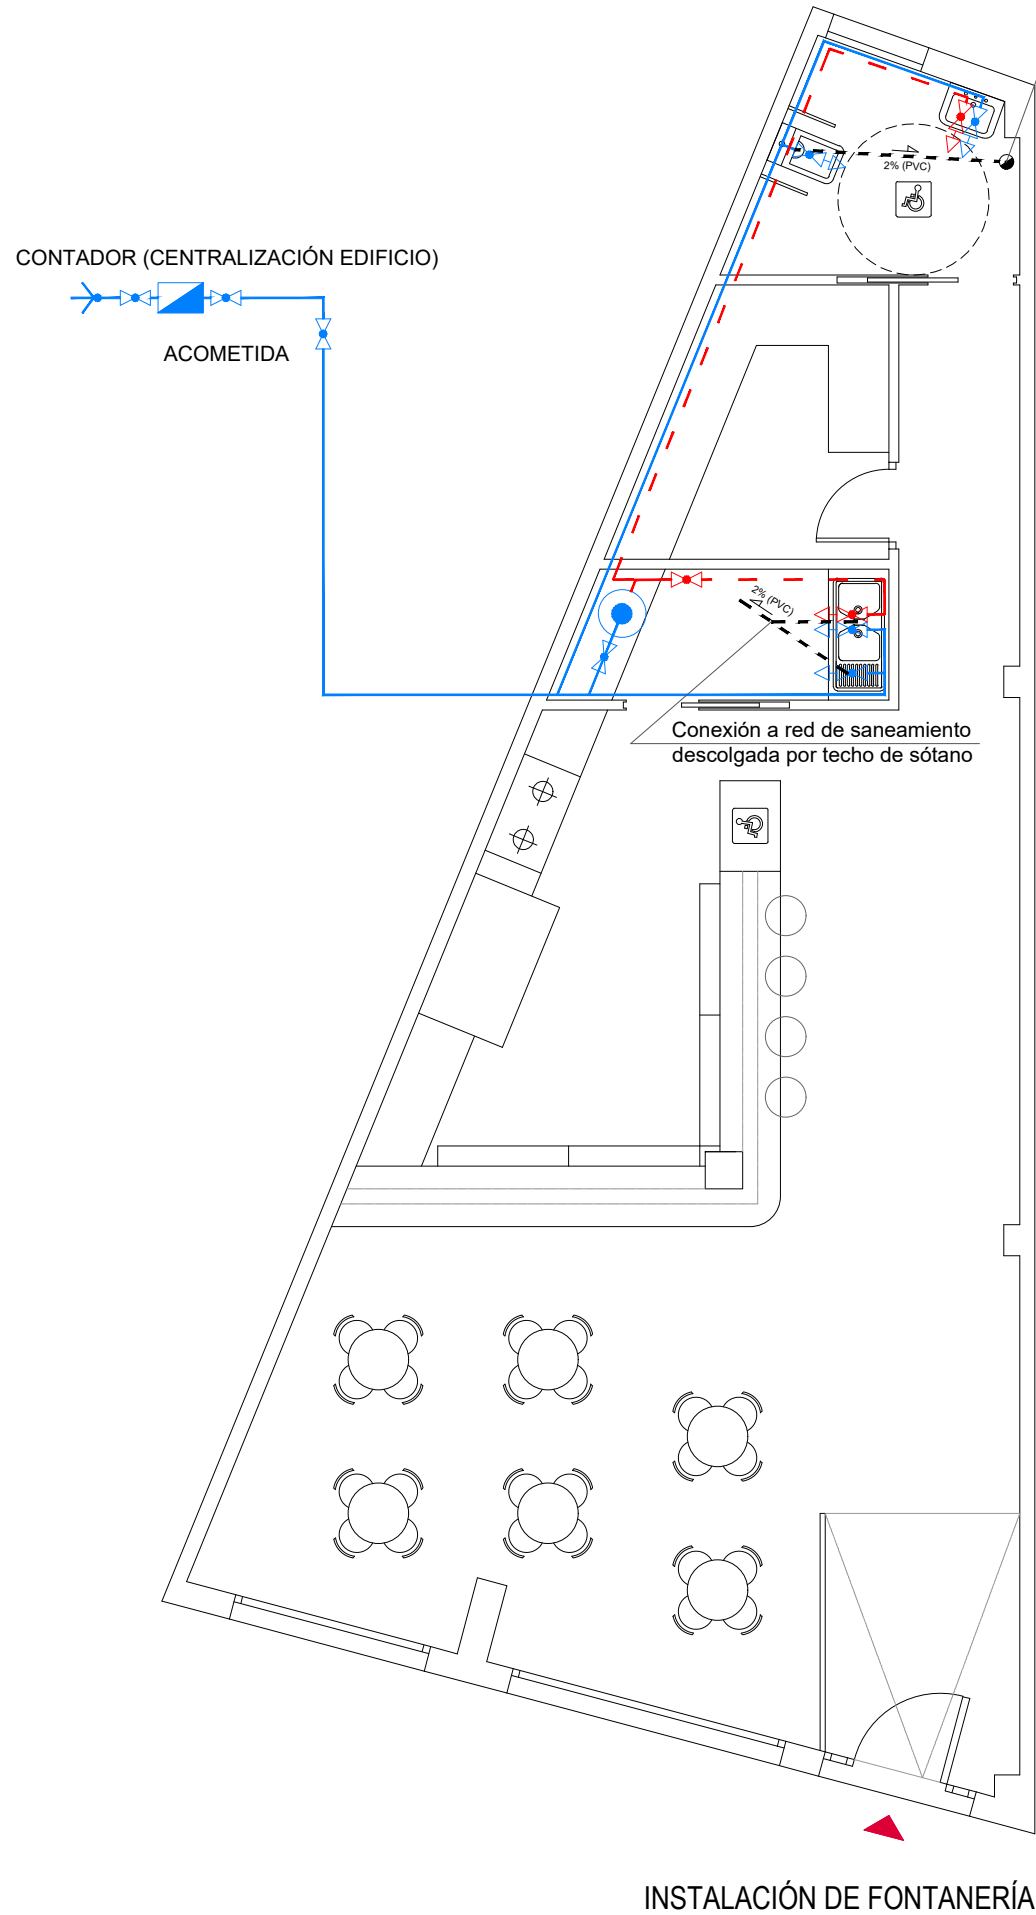 2% (PVC)
CONTADOR (CENTRALIZACIÓN EDIFICIO)
ACOMETIDA
2% (PVC)
Conexión a red de saneamiento
descolgada por techo de sótano
INSTALACIÓN DE FONTANERÍA